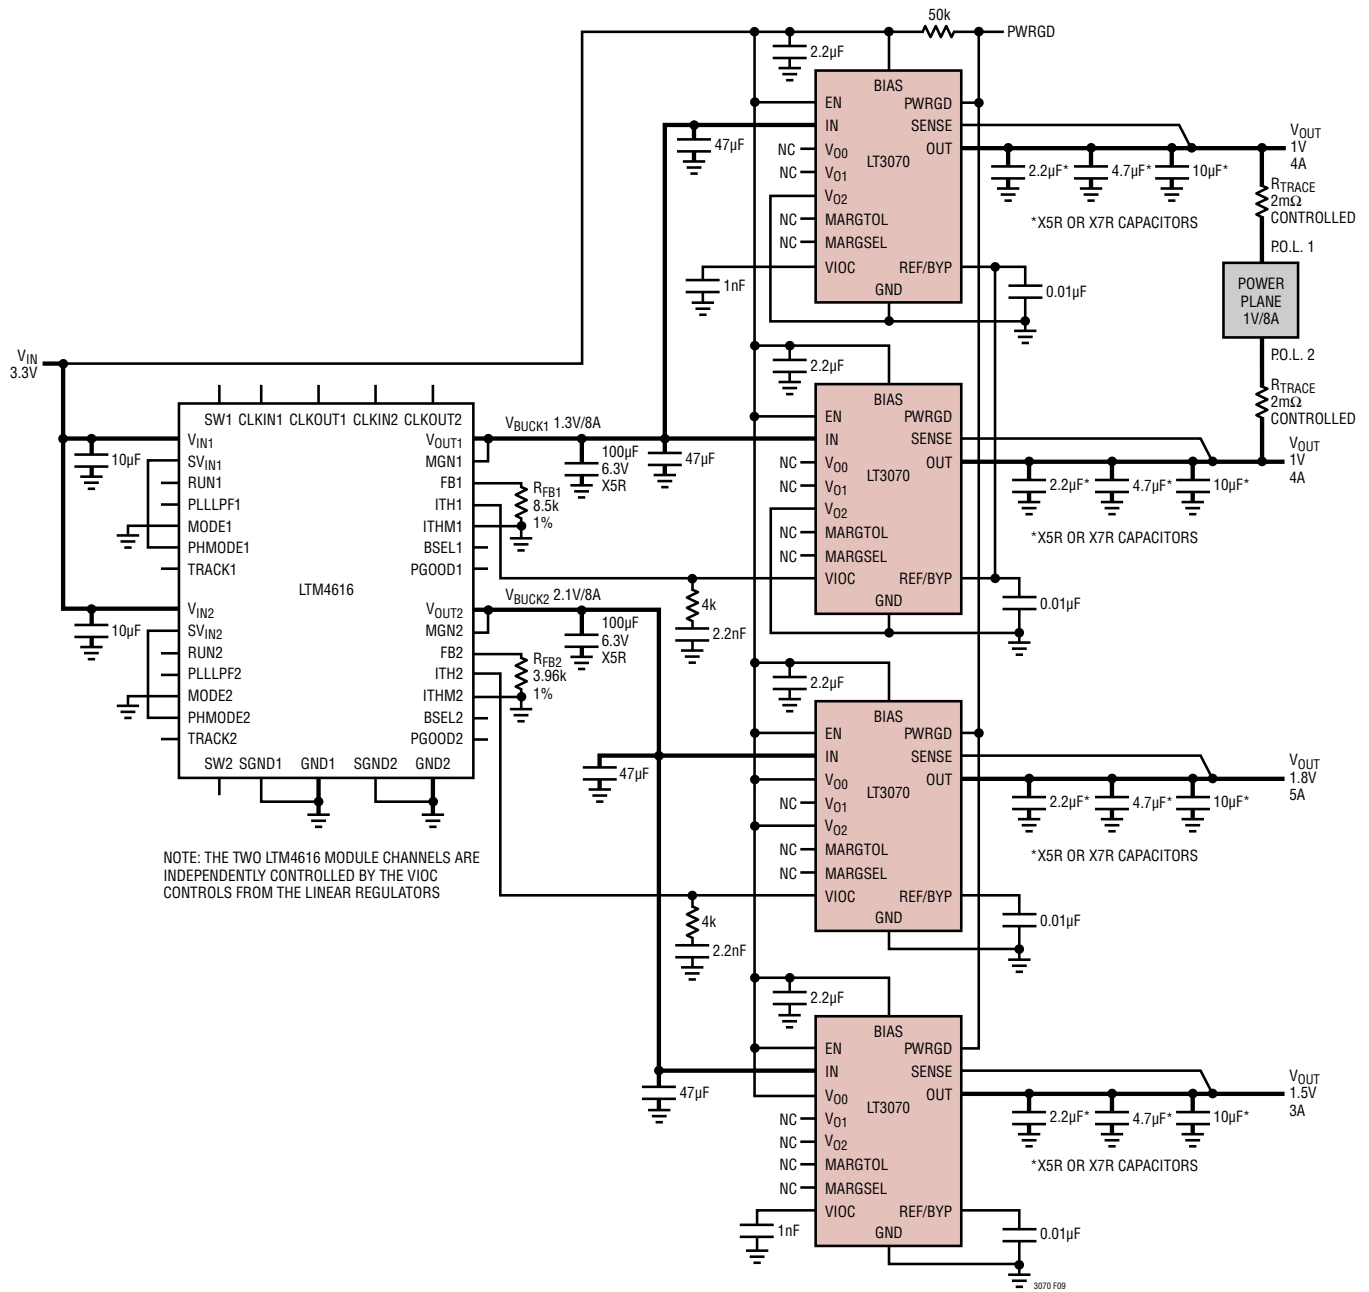 50k
PWRGD
2.2µF
BIAS
EN
PWRGD
IN
SENSE
47µF
NC
VO0
LT3070
OUT
NC
VO1
VO2
NC
MARGTOL
NC
MARGSEL
VIOC
REF/BYP
1nF
GND
0.01µF
2.2µF*
4.7µF*
10µF*
*X5R OR X7R CAPACITORS
VOUT
1V
4A
RTRACE
2mΩ
CONTROLLED
P.O.L. 1
POWER
PLANE
1V/8A
P.O.L. 2
RTRACE
2mΩ
CONTROLLED
VOUT
1V
4A
VIN
3.3V
10µF
10µF
SW1
CLKIN1
CLKOUT1
CLKIN2
CLKOUT2
VIN1
SVIN1
RUN1
PLLLPF1
MODE1
PHMODE1
TRACK1
LTM4616
VIN2
SVIN2
RUN2
PLLLPF2
MODE2
PHMODE2
TRACK2
VOUT1
MGN1
FB1
ITH1
ITHM1
BSEL1
PGOOD1
VOUT2
MGN2
FB2
ITH2
ITHM2
BSEL2
PGOOD2
SW2
SGND1
GND1
SGND2
GND2
VBUCK1 1.3V/8A
100µF
6.3V
X5R
RFB1
8.5k
1%
VBUCK2 2.1V/8A
100µF
6.3V
X5R
RFB2
3.96k
1%
NOTE: THE TWO LTM4616 MODULE CHANNELS ARE
INDEPENDENTLY CONTROLLED BY THE VIOC
CONTROLS FROM THE LINEAR REGULATORS
2.2µF
BIAS
EN
PWRGD
IN
SENSE
47µF
NC
VO0
LT3070
OUT
NC
VO1
VO2
NC
MARGTOL
NC
MARGSEL
VIOC
REF/BYP
4k
2.2nF
GND
0.01µF
2.2µF*
4.7µF*
10µF*
*X5R OR X7R CAPACITORS
2.2µF
BIAS
EN
PWRGD
IN
SENSE
47µF
VO0
LT3070
OUT
NC
VO1
VO2
NC
MARGTOL
NC
MARGSEL
VIOC
REF/BYP
4k
2.2nF
GND
0.01µF
2.2µF*
4.7µF*
10µF*
*X5R OR X7R CAPACITORS
VOUT
1.8V
5A
2.2µF
BIAS
EN
PWRGD
IN
SENSE
47µF
VO0
LT3070
OUT
NC
VO1
NC
VO2
NC
MARGTOL
NC
MARGSEL
VIOC
REF/BYP
1nF
GND
0.01µF
2.2µF*
4.7µF*
10µF*
*X5R OR X7R CAPACITORS
VOUT
1.5V
3A
3070 F09